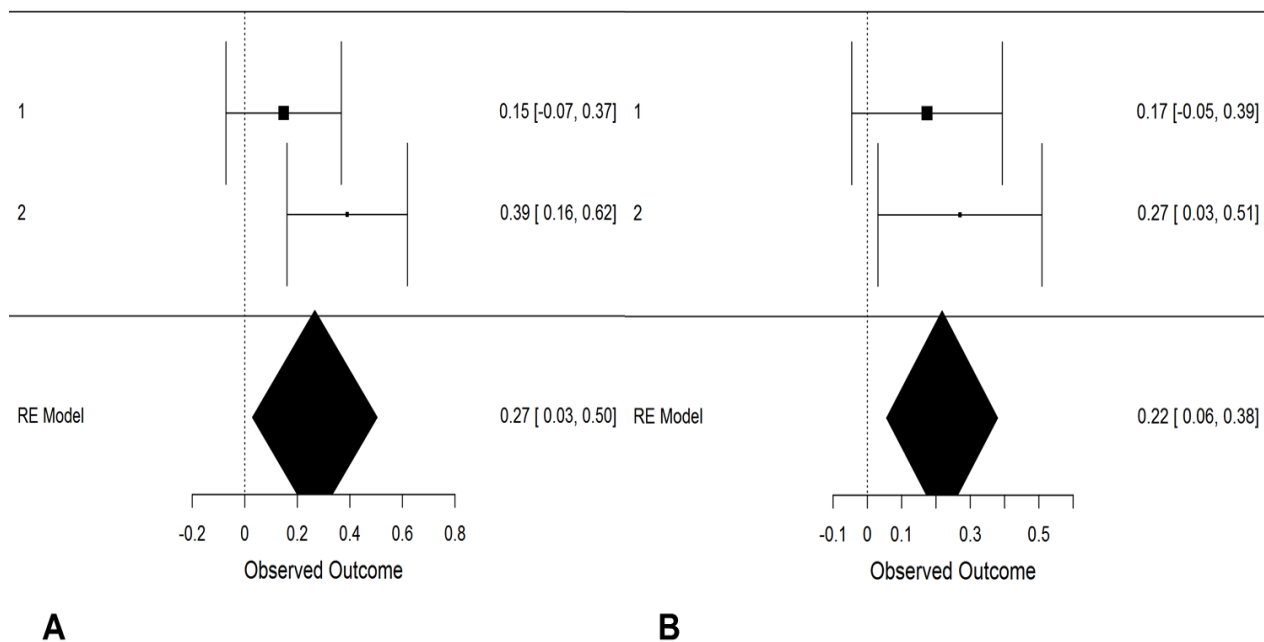 1 0.15 [-0.07, 0.37]
2 0.39 [ 0.16, 0.62]
RE Model 0.27 [ 0.03, 0.50]
-0.2 0 0.2 0.4 0.6 0.8
Observed Outcome
A
1 0.17 [-0.05, 0.39]
2 0.27 [ 0.03, 0.51]
RE Model 0.22 [ 0.06, 0.38]
-0.1 0 0.1 0.3 0.5
Observed Outcome
B